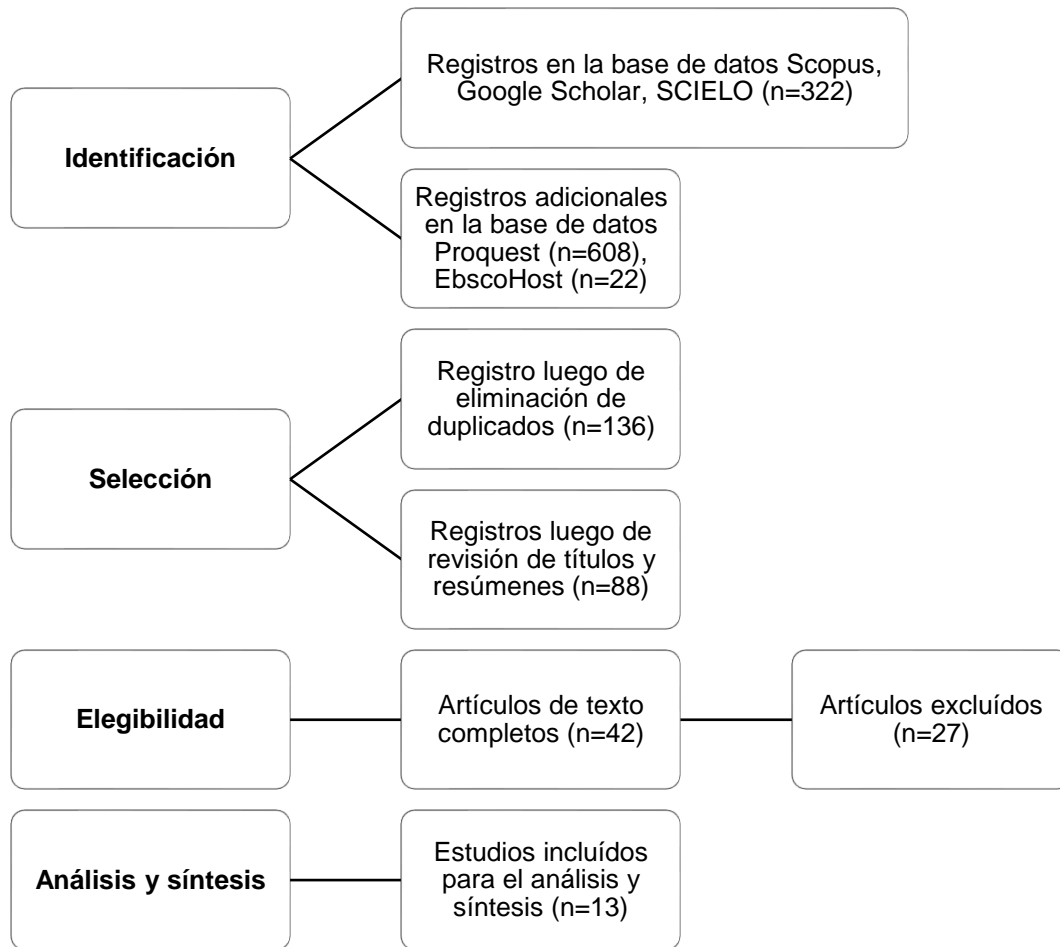 Identificación
Registros en la base de datos Scopus,
Google Scholar, SCIELO (n=322)
Registros adicionales
en la base de datos
Proquest (n=608),
EbscoHost (n=22)
Selección
Registro luego de
eliminación de
duplicados (n=136)
Registros luego de
revisión de títulos y
resúmenes (n=88)
Elegibilidad
Artículos de texto
completos (n=42)
Artículos excluídos
(n=27)
Análisis y síntesis
Estudios incluídos
para el análisis y
síntesis (n=13)